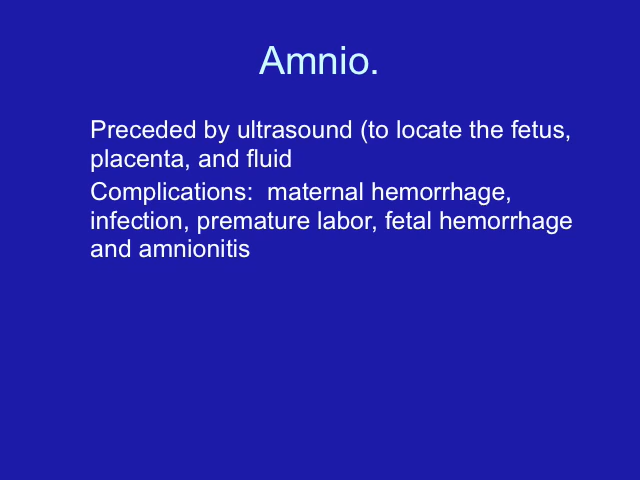 Amnio.
Preceded by ultrasound (to locate the fetus,
placenta, and fluid
Complications:  maternal hemorrhage,
infection, premature labor, fetal hemorrhage
and amnionitis